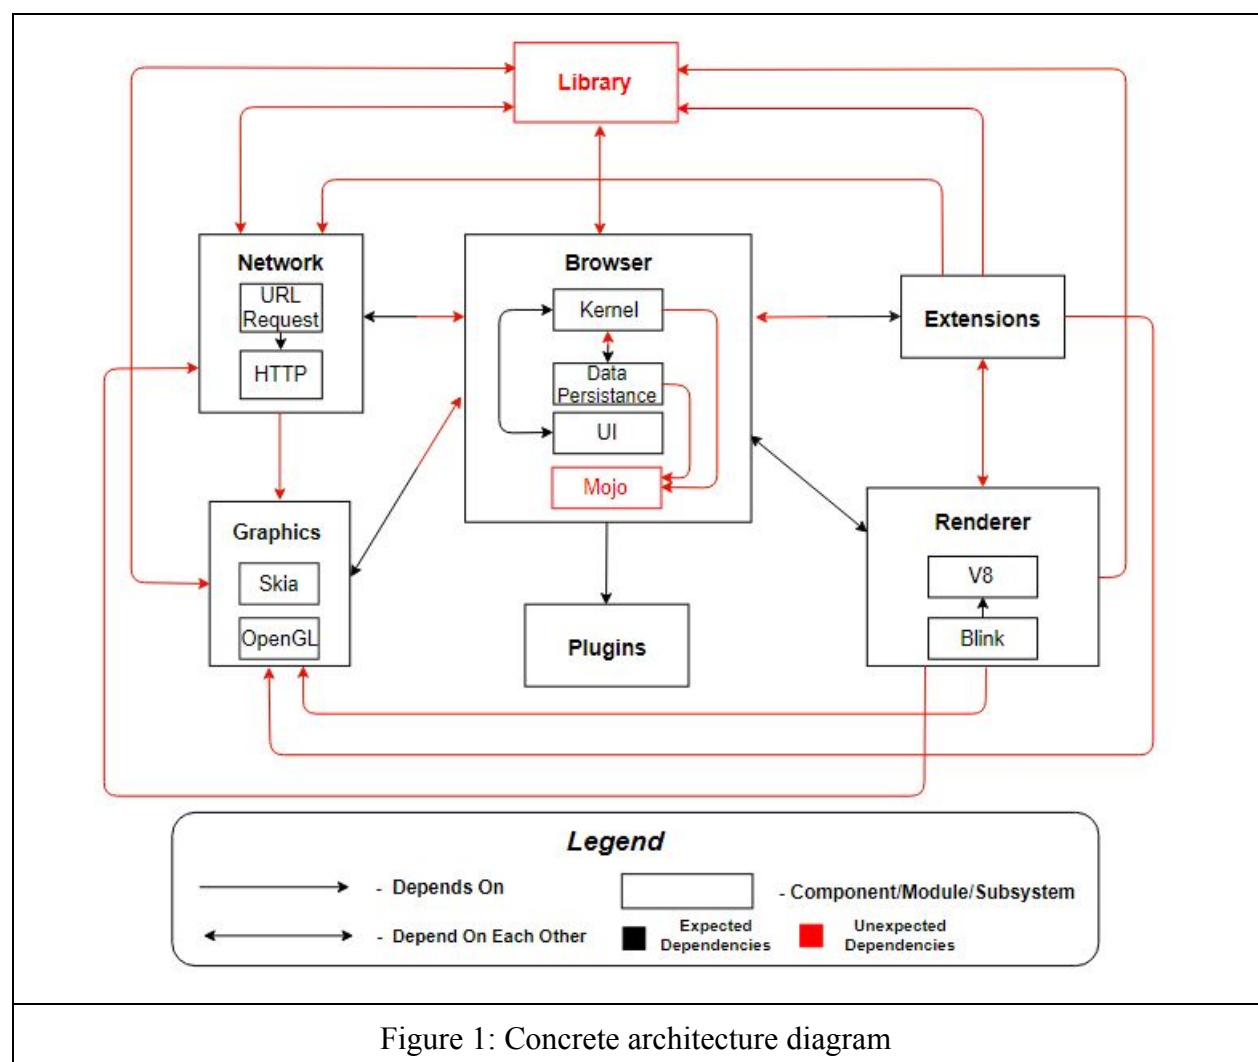 Library
Network
URL
Request
HTTP
Browser
Kernel
Data
Persistance
UI
Mojo
Extensions
Graphics
Skia
OpenGL
Plugins
Renderer
V8
Blink
Legend
- Depends On
- Component/Module/Subsystem
- Depend On Each Other
Expected
Dependencies
Unexpected
Dependencies
Figure 1: Concrete architecture diagram